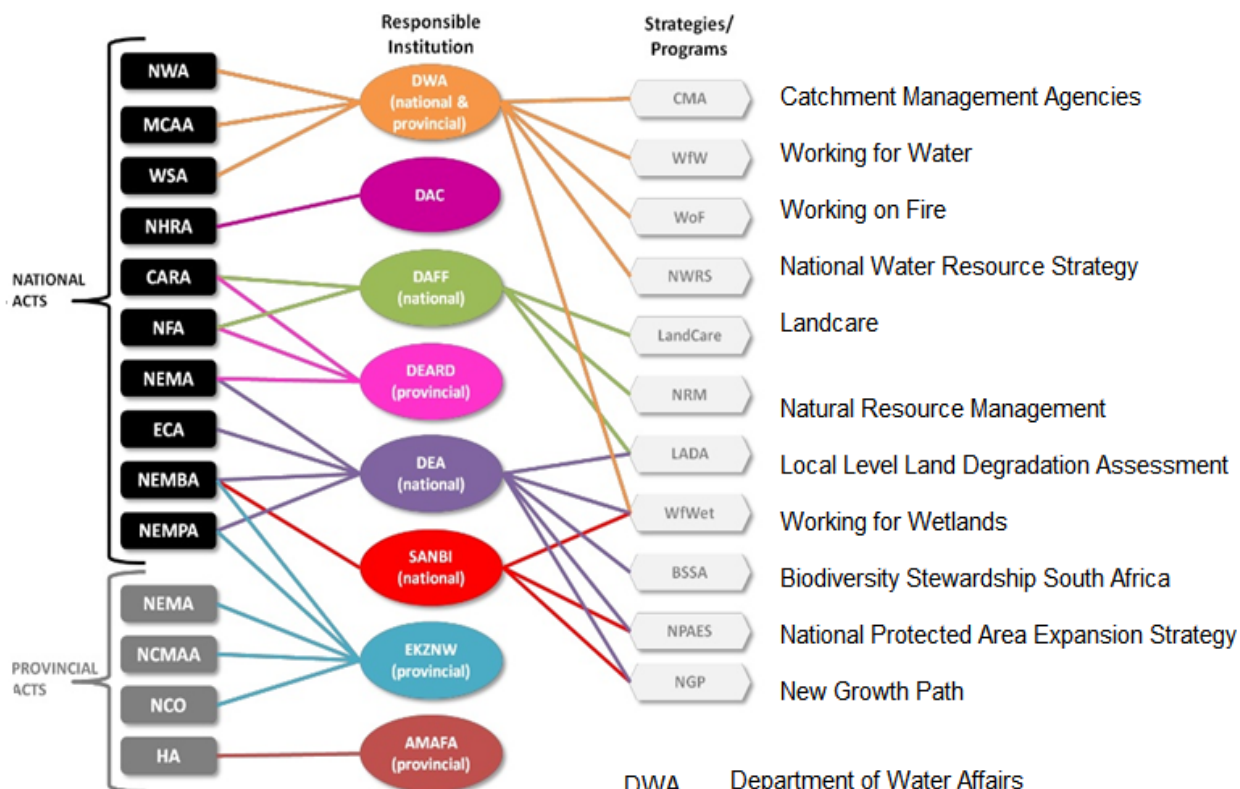 Responsible
Institution
Strategies/
Programs
NATIONAL
ACTS
NWA
MCAA
WSA
NHRA
CARA
NFA
NEMA
ECA
NEMBA
NEMPA
PROVINCIAL
ACTS
NEMA
NCMAA
NCO
HA
DWA
(national &
provincial)
DAC
DAFF
(national)
DEARD
(provincial)
DEA
(national)
SANBI
(national)
EKZNW
(provincial)
AMAFA
(provincial)
CMA
Catchment Management Agencies
WfW
Working for Water
WoF
Working on Fire
NWRS
National Water Resource Strategy
LandCare
Landcare
NRM
Natural Resource Management
LADA
Local Level Land Degradation Assessment
WfWet
Working for Wetlands
BSSA
Biodiversity Stewardship South Africa
NPAES
National Protected Area Expansion Strategy
NGP
New Growth Path
DWA Department of Water Affairs